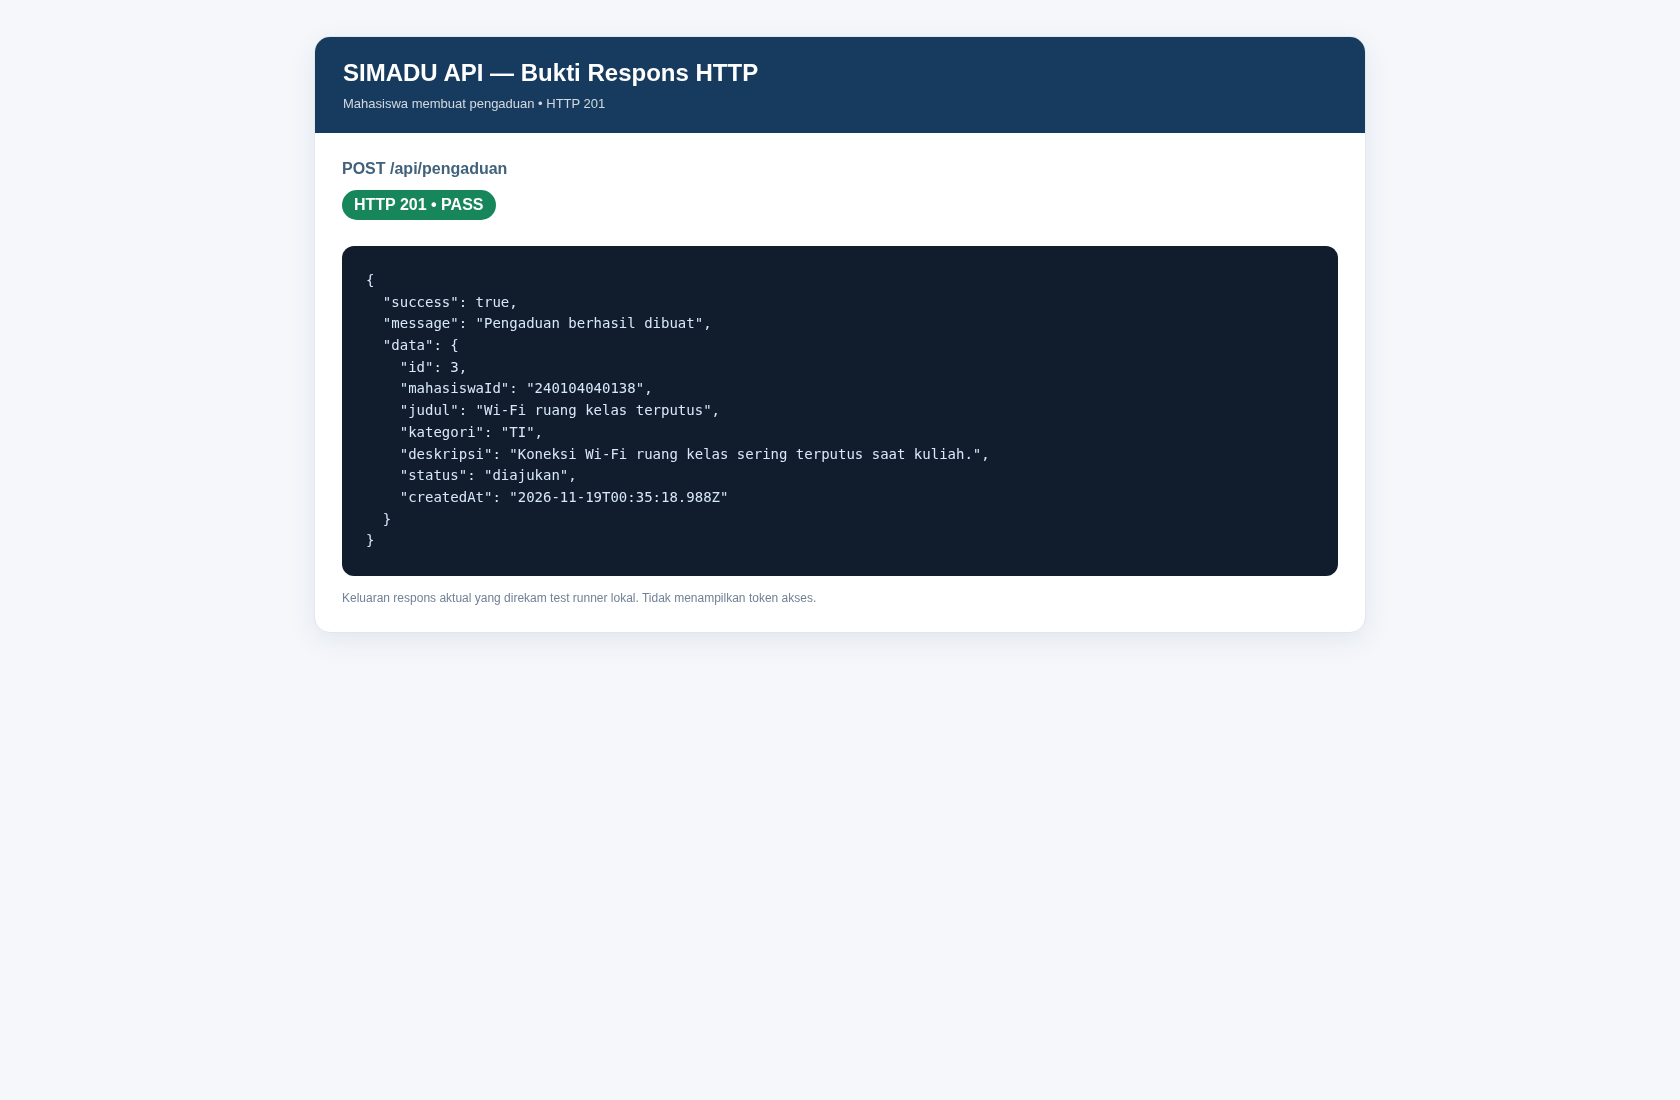 SIMADU API — Bukti Respons HTTP
Mahasiswa membuat pengaduan • HTTP 201
POST /api/pengaduan
HTTP 201 • PASS
{
  "success": true,
  "message": "Pengaduan berhasil dibuat",
  "data": {
    "id": 3,
    "mahasiswaId": "240104040138",
    "judul": "Wi-Fi ruang kelas terputus",
    "kategori": "TI",
    "deskripsi": "Koneksi Wi-Fi ruang kelas sering terputus saat kuliah.",
    "status": "diajukan",
    "createdAt": "2026-11-19T00:35:18.988Z"
  }
}
Keluaran respons aktual yang direkam test runner lokal. Tidak menampilkan token akses.